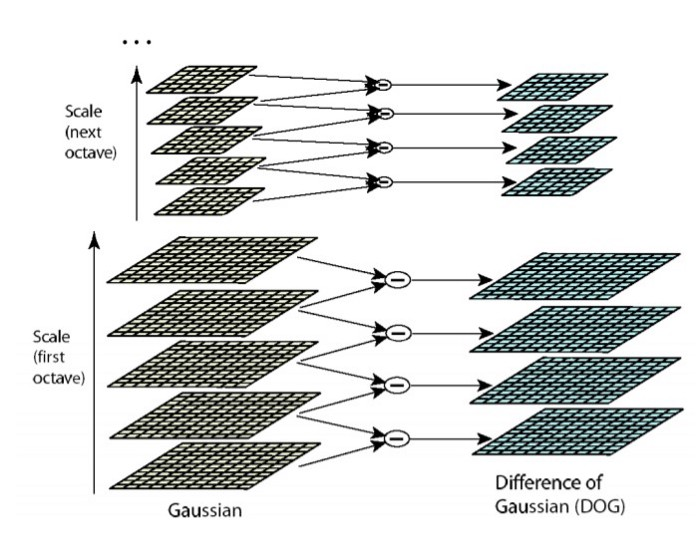 ...
Scale
(next
octave)
Scale
(first
octave)
Gaussian
Difference of
Gaussian (DOG)